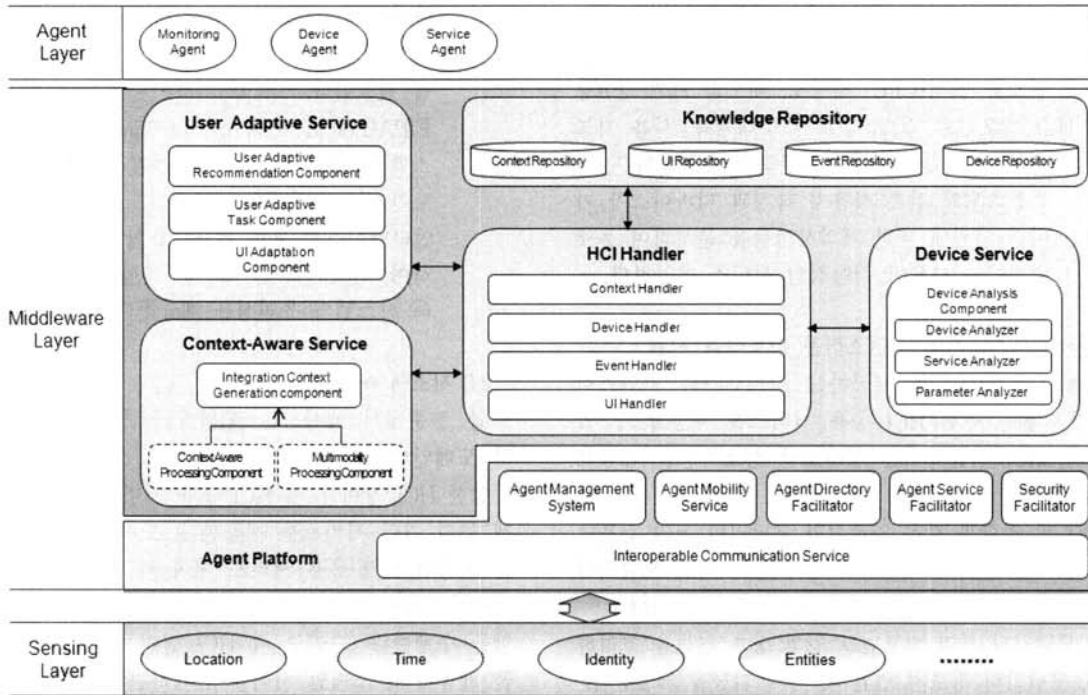 Agent
Layer
Monitoring
Agent
Device
Agent
Service
Agent
Middleware
Layer
User Adaptive Service
User Adaptive
Recommendation Component
User Adaptive
Task Component
UI Adaptation
Component
Knowledge Repository
Context Repository
UI Repository
Event Repository
Device Repository
HCI Handler
Context Handler
Device Handler
Event Handler
UI Handler
Device Service
Device Analysis
Component
Device Analyzer
Service Analyzer
Parameter Analyzer
Context-Aware Service
Integration Context
Generation component
Context Aware
Processing Component
Multimodality
Processing Component
Agent Management
System
Agent Mobility
Service
Agent Directory
Facilitator
Agent Service
Facilitator
Security
Facilitator
Agent Platform
Interoperable Communication Service
Sensing
Layer
Location
Time
Identity
Entities
........